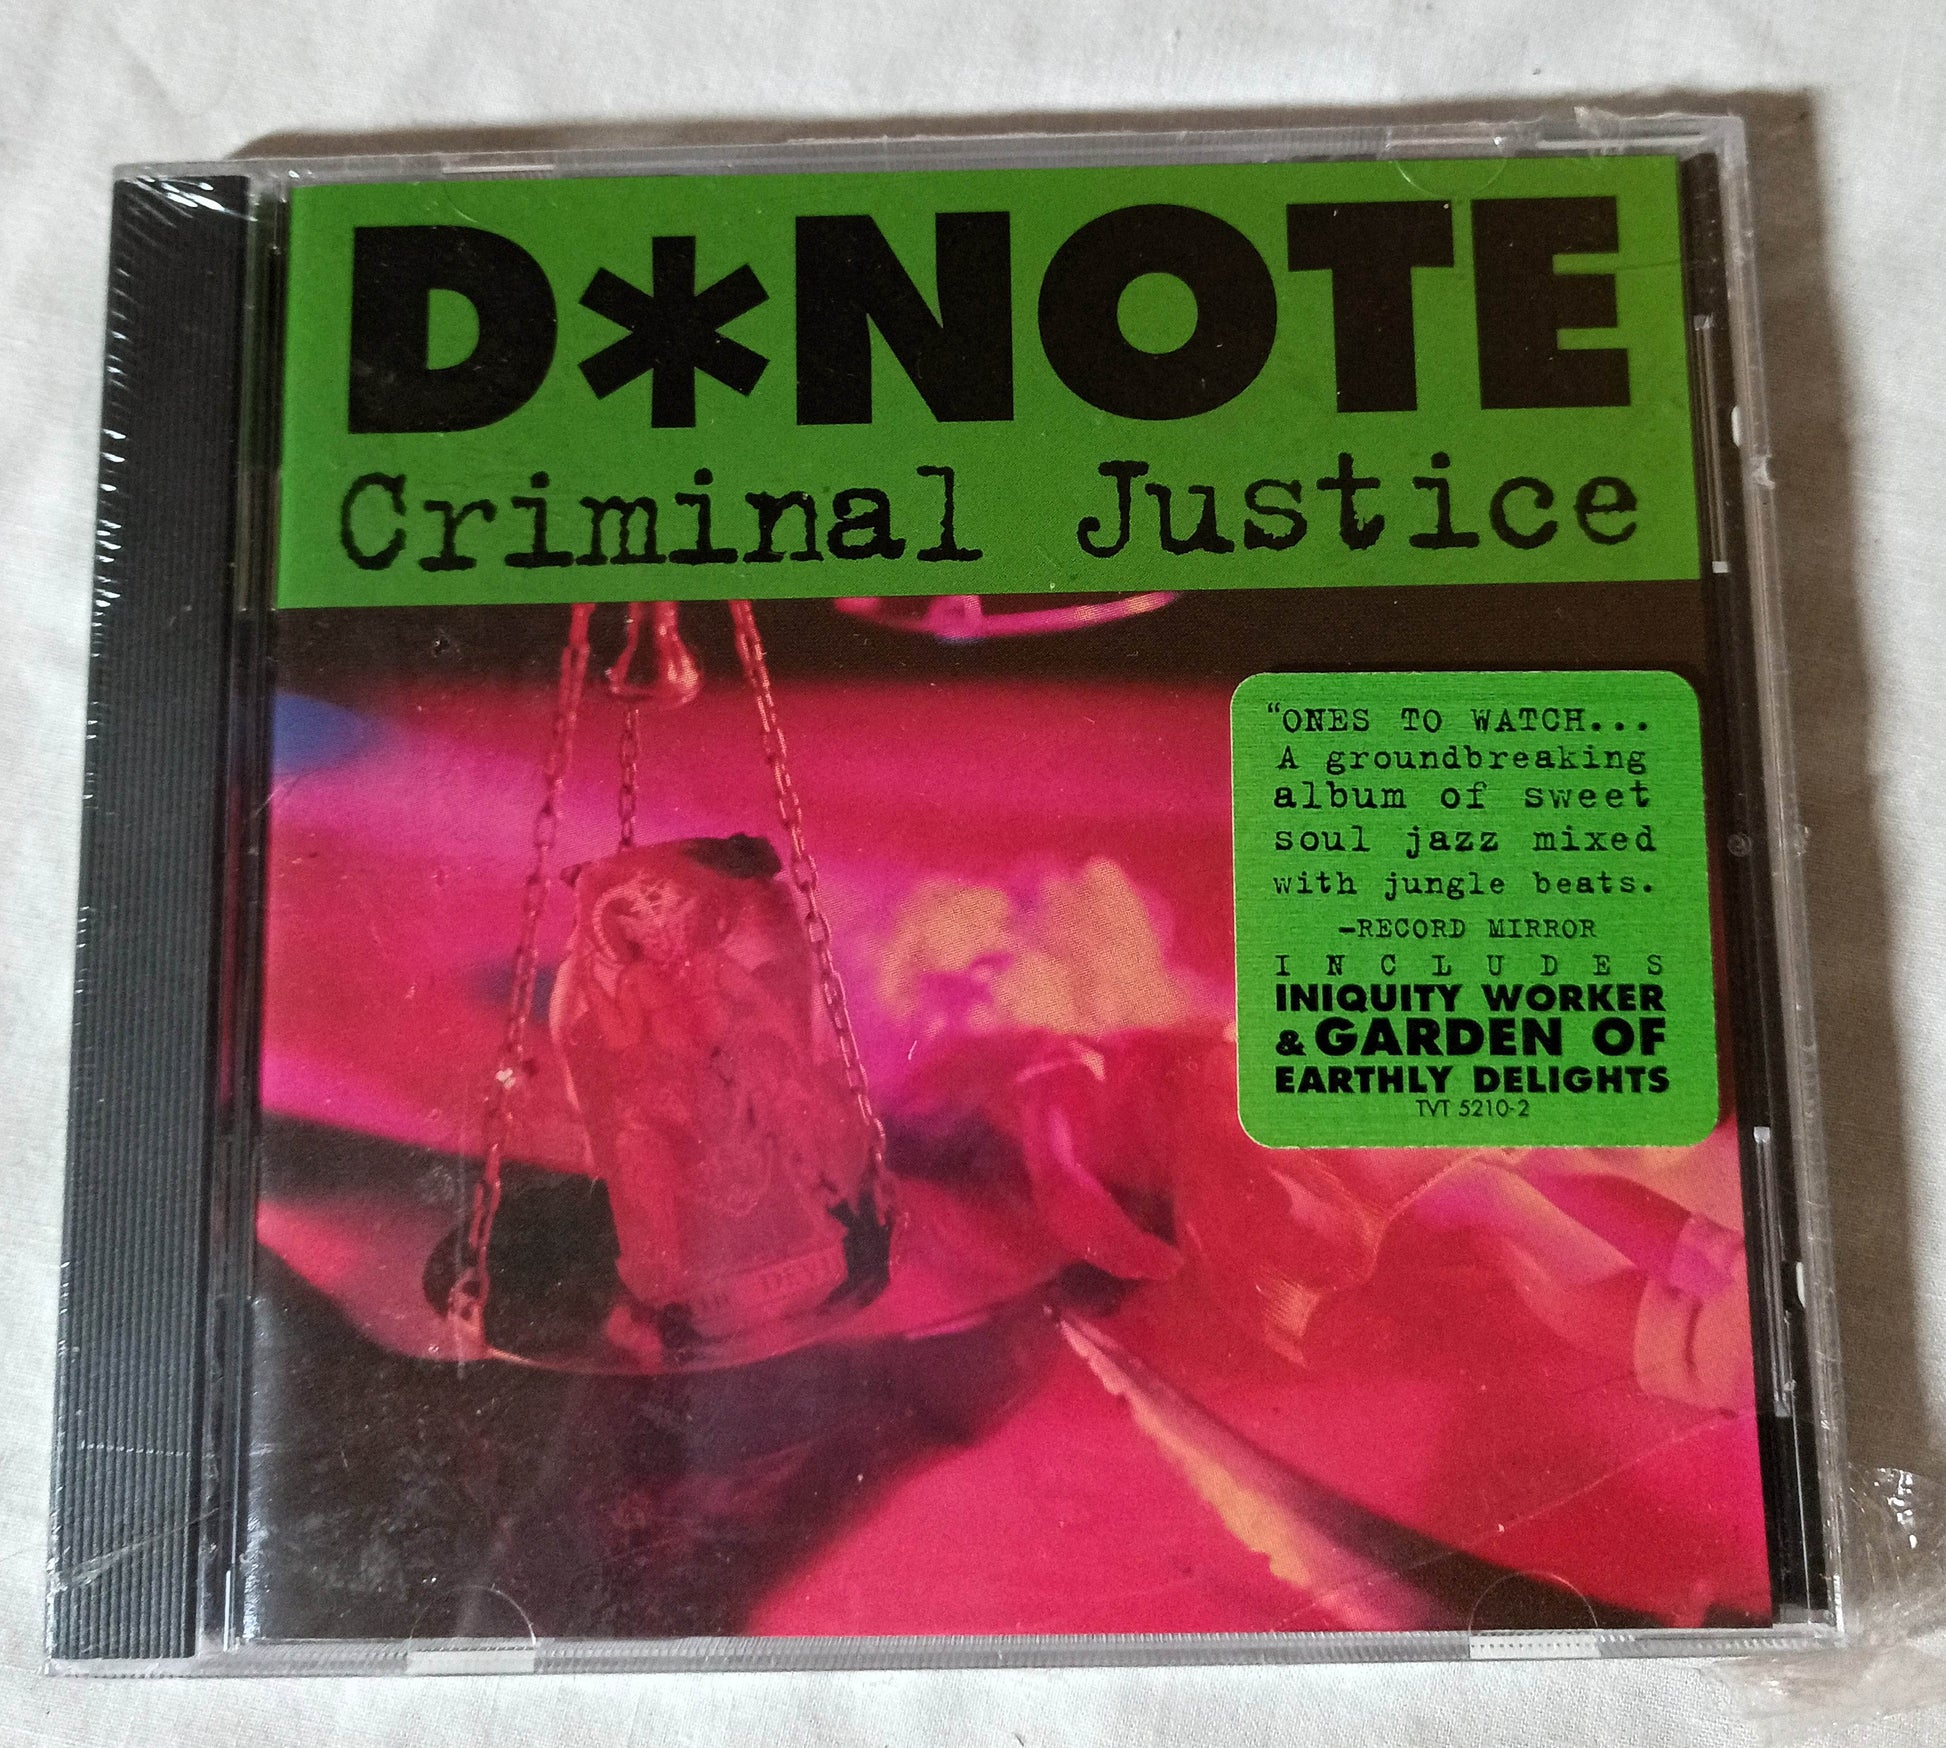 D*NOTE
Criminal Justice
“ONES TO WATCH...
A groundbreaking
album of sweet
soul jazz mixed
with jungle beats.
-RECORD MIRROR
INCLUDES
INIQUITY WORKER
& GARDEN OF
EARTHLY DELIGHTS
TVT 5210-2